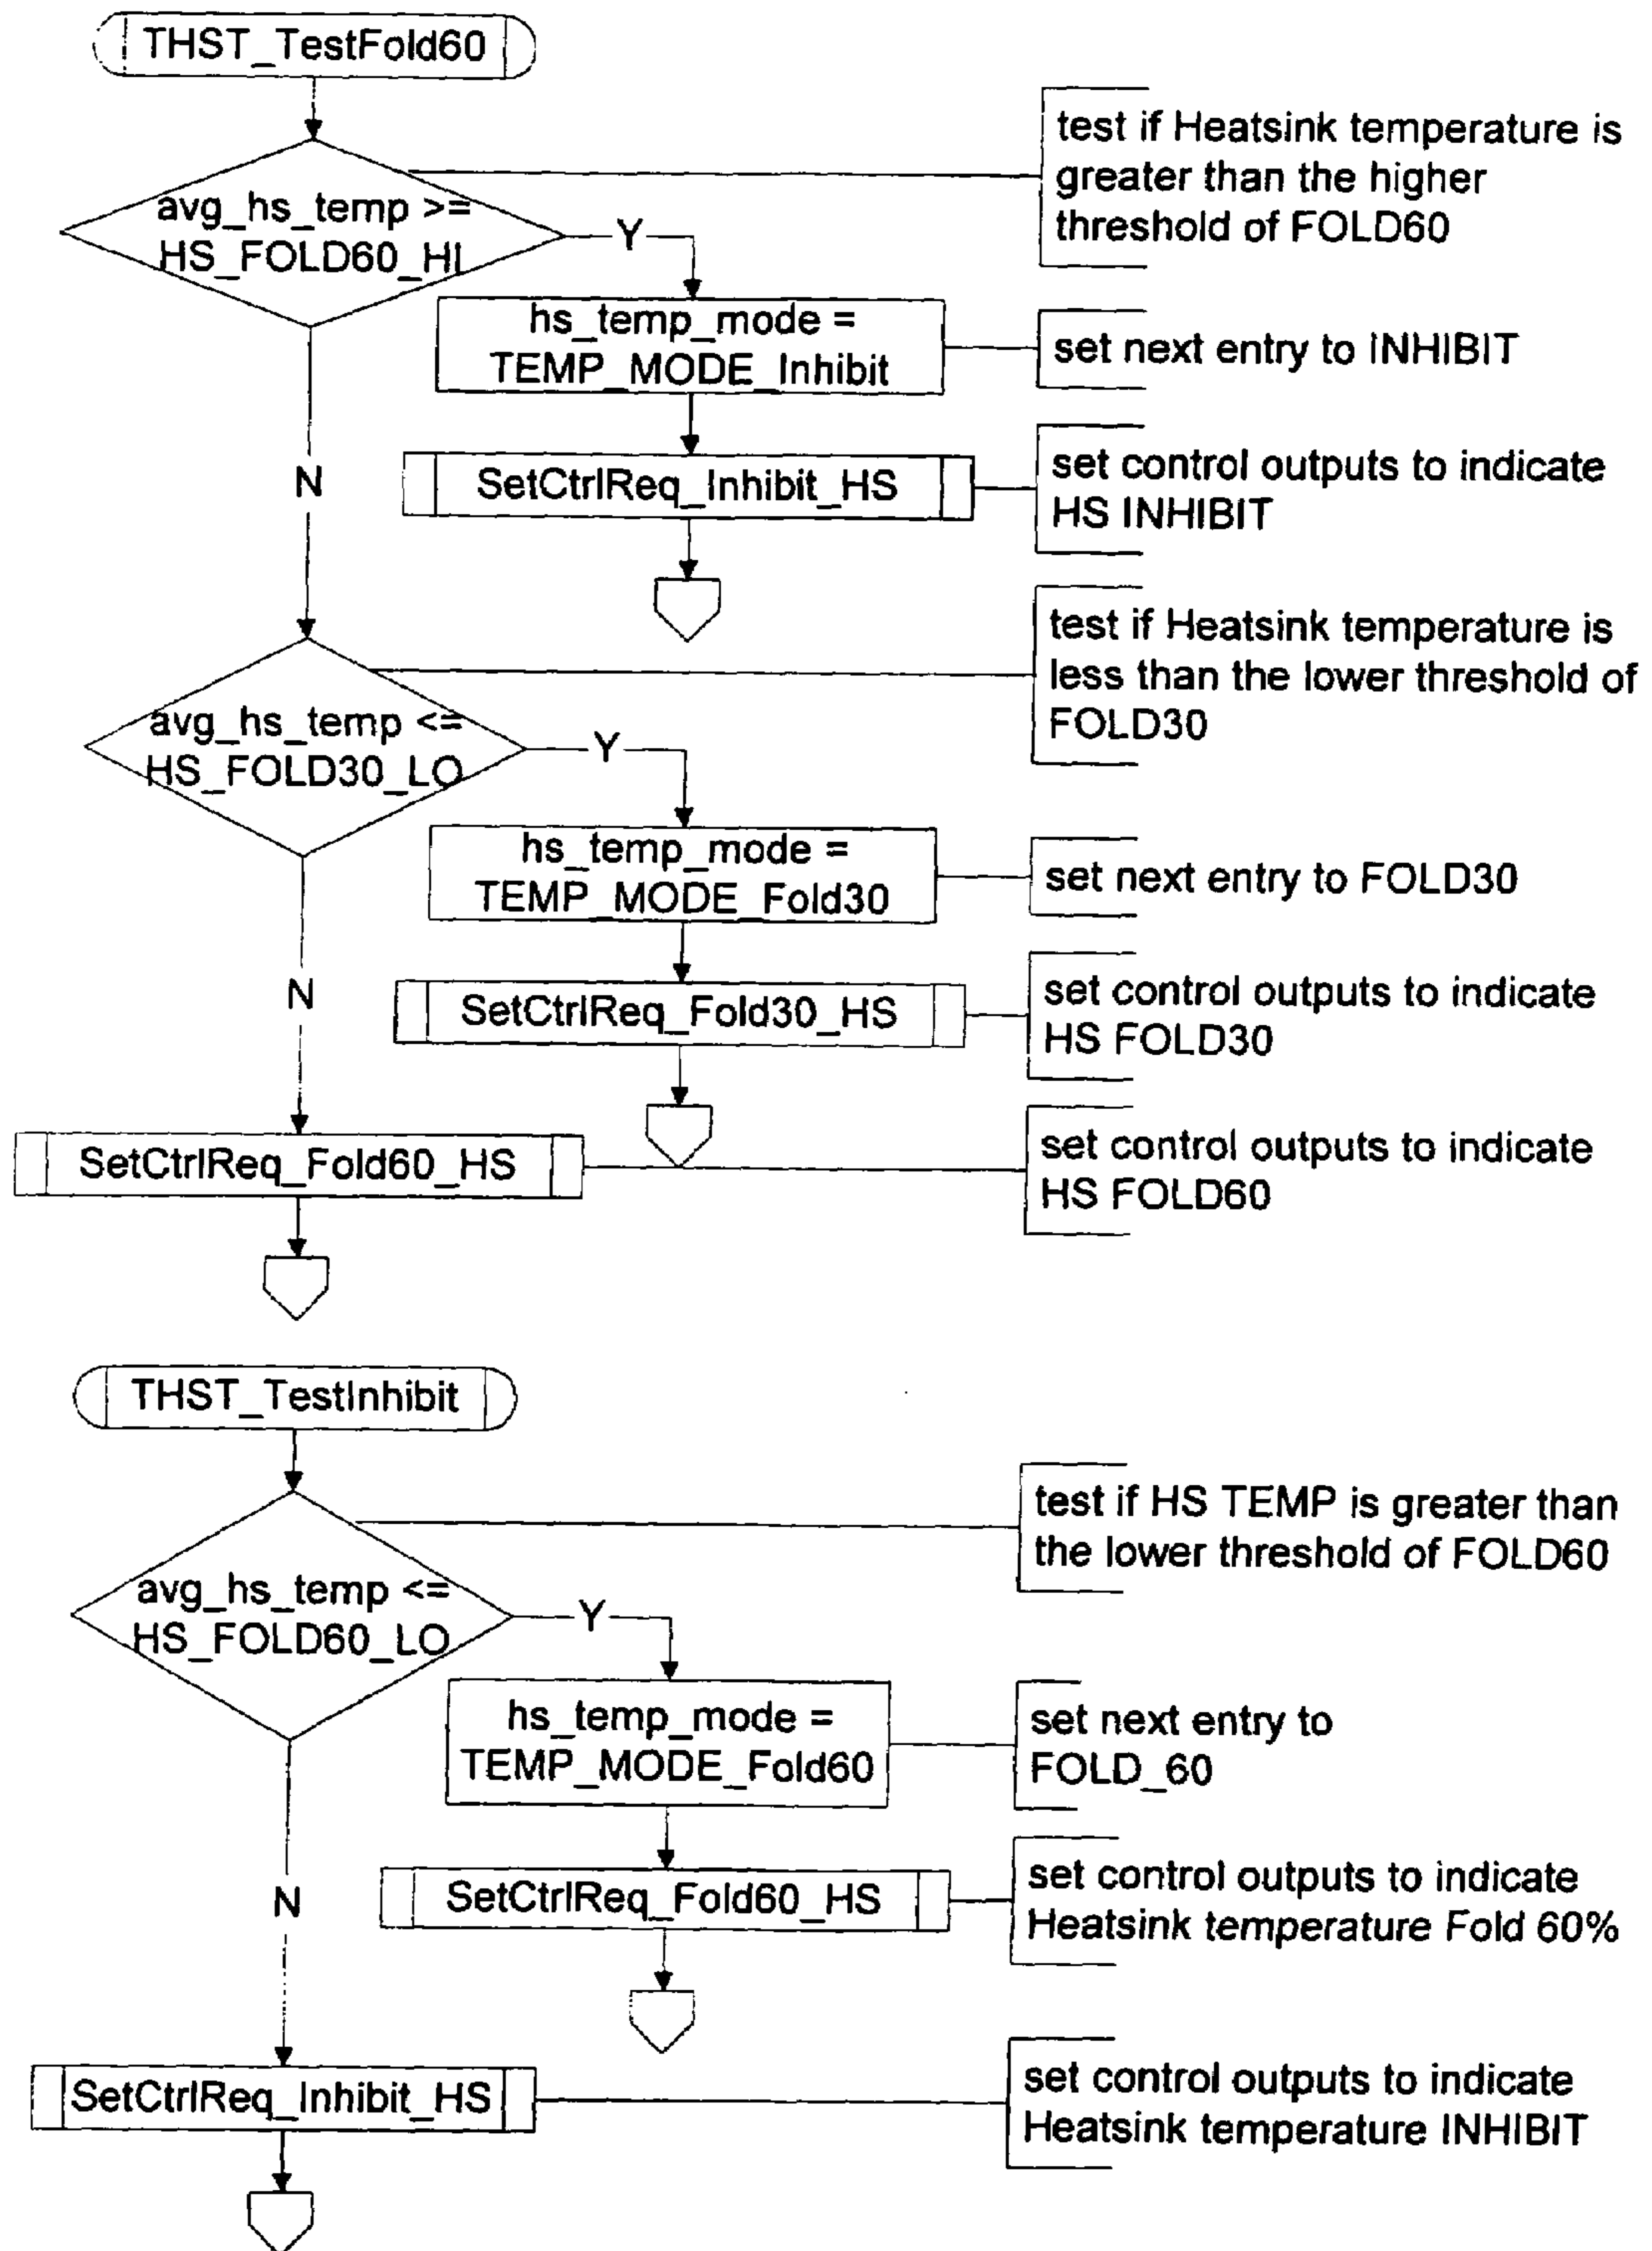 THST_TestFold60
test if Heatsink temperature is
greater than the higher
threshold of FOLD60
avg_hs_temp >=
HS_FOLD60_HI
Y
hs_temp_mode =
TEMP_MODE_Inhibit
set next entry to INHIBIT
N
SetCtrlReq_Inhibit_HS
set control outputs to indicate
HS INHIBIT
test if Heatsink temperature is
less than the lower threshold of
FOLD30
avg_hs_temp <=
HS_FOLD30_LO
Y
hs_temp_mode =
TEMP_MODE_Fold30
set next entry to FOLD30
N
SetCtrlReq_Fold30_HS
set control outputs to indicate
HS FOLD30
SetCtrlReq_Fold60_HS
set control outputs to indicate
HS FOLD60
THST_TestInhibit
test if HS TEMP is greater than
the lower threshold of FOLD60
avg_hs_temp <=
HS_FOLD60_LO
Y
hs_temp_mode =
TEMP_MODE_Fold60
set next entry to
FOLD_60
N
SetCtrlReq_Fold60_HS
set control outputs to indicate
Heatsink temperature Fold 60%
SetCtrlReq_Inhibit_HS
set control outputs to indicate
Heatsink temperature INHIBIT